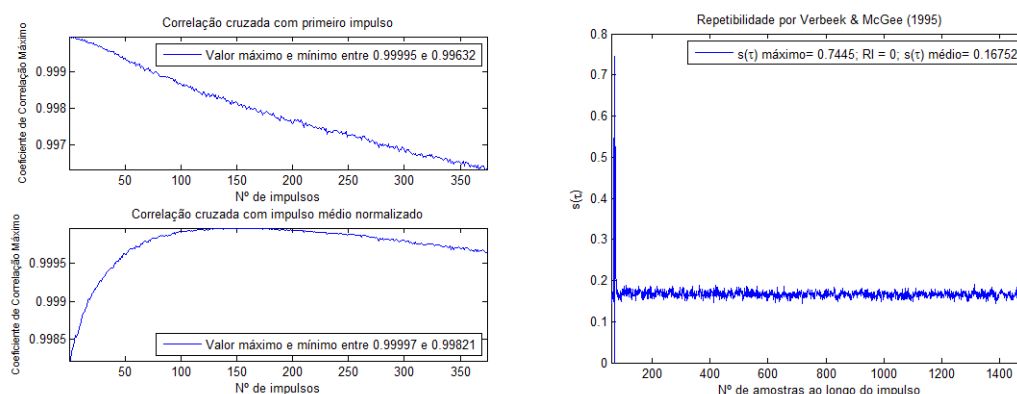 Correlação cruzada com primeiro impulso
Coeficiente de Correlação Máximo
Valor máximo e mínimo entre 0.99995 e 0.99632
0.999
0.998
0.997
50 100 150 200 250 300 350
Nº de impulsos
Correlação cruzada com impulso médio normalizado
Coeficiente de Correlação Máximo
0.9995
0.999
0.9985
Valor máximo e mínimo entre 0.99997 e 0.99821
50 100 150 200 250 300 350
Nº de impulsos
Repetibilidade por Verbeek & McGee (1995)
s(τ) máximo= 0.7445; RI = 0; s(τ) médio= 0.16752
s(τ)
0.8
0.7
0.6
0.5
0.4
0.3
0.2
0.1
0
200 400 600 800 1000 1200 1400
Nº de amostras ao longo do impulso